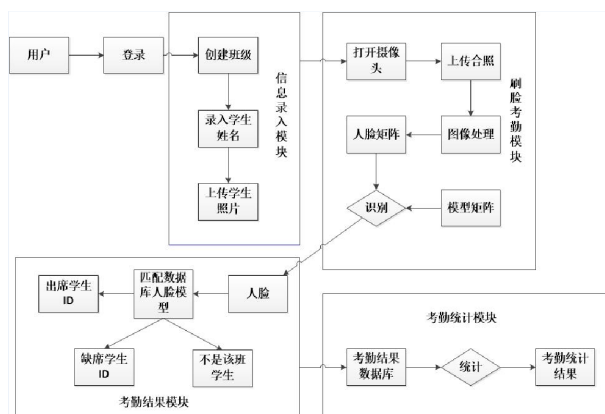 用户
登录
创建班级
录入学生
姓名
上传学生
照片
信息录入模块
打开摄像
头
上传合照
人脸矩阵
图像处理
识别
模型矩阵
刷脸考勤模块
出席学生
ID
匹配数据
库人脸模
型
人脸
缺席学生
ID
不是该班
学生
考勤结果模块
考勤统计模块
考勤结果
数据库
统计
考勤统计
结果